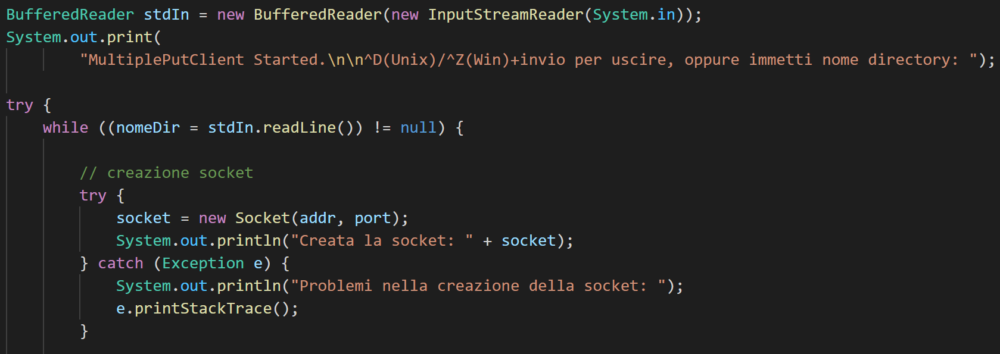 BufferedReader stdIn = new BufferedReader(new InputStreamReader(System.in));
System.out.print(
"MultiplePutClient Started.\n\n^D(Unix)/^Z(Win)+invio per uscire, oppure immetti nome directory: ");
try {
while ((nomeDir = stdIn.readLine()) != null) {
// creazione socket
try {
socket = new Socket(addr, port);
System.out.println("Creata la socket: " + socket);
} catch (Exception e) {
System.out.println("Problemi nella creazione della socket: ");
e.printStackTrace();
}